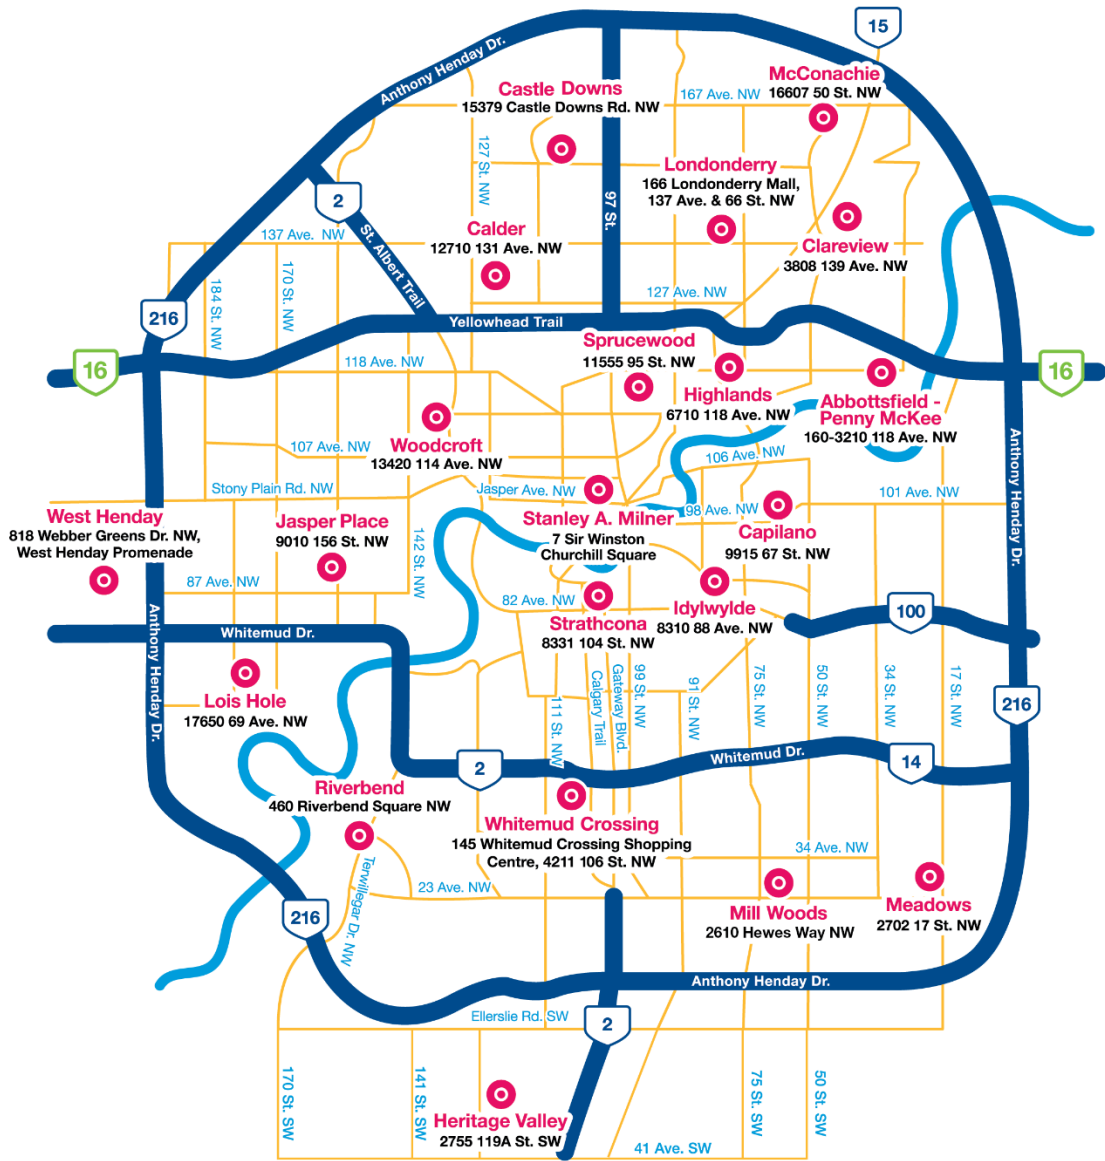 15
Anthony Henday Dr.
McConachie
16607 50 St. NW
Castle Downs
15379 Castle Downs Rd. NW
167 Ave. NW
127 St. NW
Londonderry
166 Londonderry Mall,
137 Ave. & 66 St. NW
97 St.
2
St. Albert Trail
Calder
12710 131 Ave. NW
137 Ave. NW
Clareview
3808 139 Ave. NW
184 St. NW
170 St. NW
127 Ave. NW
216
Yellowhead Trail
16
16
Sprucewood
11555 95 St. NW
118 Ave. NW
Highlands
6710 118 Ave. NW
Abbottsfield -
Penny McKee
160-3210 118 Ave. NW
Woodcroft
13420 114 Ave. NW
107 Ave. NW
106 Ave. NW
Anthony Henday Dr.
Stony Plain Rd. NW
Jasper Ave. NW
101 Ave. NW
98 Ave. NW
West Henday
818 Webber Greens Dr. NW,
West Henday Promenade
Jasper Place
9010 156 St. NW
142 St. NW
Stanley A. Milner
7 Sir Winston
Churchill Square
Capilano
9915 67 St. NW
87 Ave. NW
82 Ave. NW
Strathcona
8331 104 St. NW
Idylwylde
8310 88 Ave. NW
100
Anthony Henday Dr.
Whitemud Dr.
Lois Hole
17650 69 Ave. NW
111 St. NW
Calgary Trail
Gateway Blvd.
99 St. NW
91 St. NW
75 St. NW
50 St. NW
34 St. NW
17 St. NW
216
2
Whitemud Dr.
14
Riverbend
460 Riverbend Square NW
Whitemud Crossing
145 Whitemud Crossing Shopping
Centre, 4211 106 St. NW
34 Ave. NW
Terwillegar Dr. NW
23 Ave. NW
Mill Woods
2610 Hewes Way NW
Meadows
2702 17 St. NW
216
Anthony Henday Dr.
Ellerslie Rd. SW
2
170 St. SW
141 St. SW
75 St. SW
50 St. SW
Heritage Valley
2755 119A St. SW
41 Ave. SW